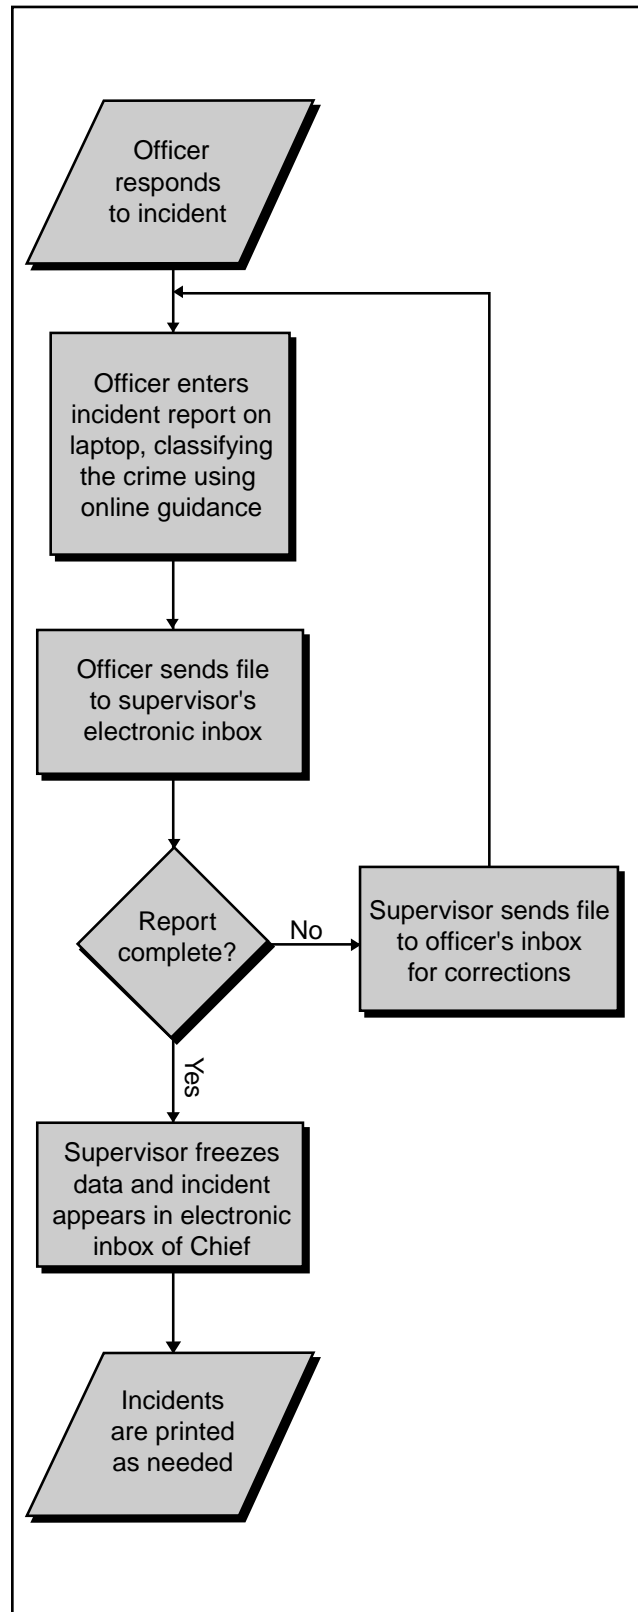 Officer
responds
to incident
Officer enters
incident report on
laptop, classifying
the crime using
online guidance
Officer sends file
to supervisor's
electronic inbox
Report
complete?
No
Supervisor sends file
to officer's inbox
for corrections
Yes
Supervisor freezes
data and incident
appears in electronic
inbox of Chief
Incidents
are printed
as needed